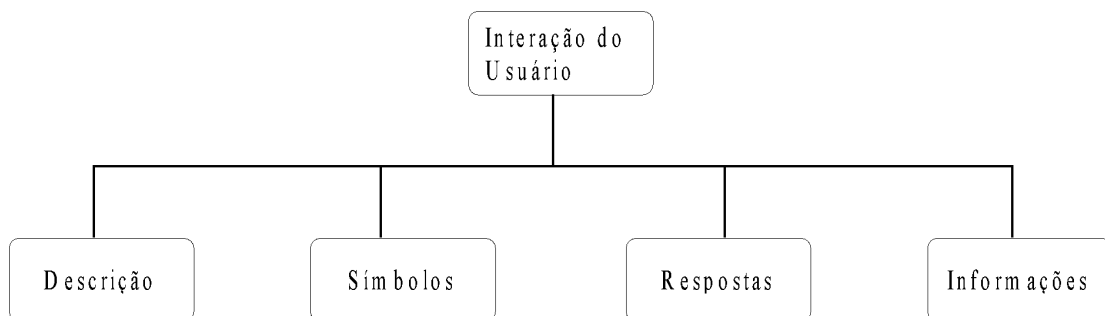 Interação do
Usuário
Descrição
Símbolos
Respostas
Informações